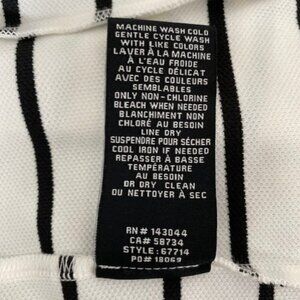 MACHINE WASH COLD
GENTLE CYCLE WASH
WITH LIKE COLORS
LAVER À LA MACHINE
À L'EAU FROIDE
AU CYCLE DÉLICAT
AVEC DES COULEURS
SEMBLABLES
ONLY NON-CHLORINE
BLEACH WHEN NEEDED
BLANCHIMENT NON
CHLORÉ AU BESOIN
LINE DRY
SUSPENDRE POUR SÉCHER
COOL IRON IF NEEDED
REPASSER À BASSE
TEMPÉRATURE
AU BESOIN
OR DRY CLEAN
OU NETTOYER À SEC
RN# 143044
CA# 58734
STYLE: 67714
PO# 18069